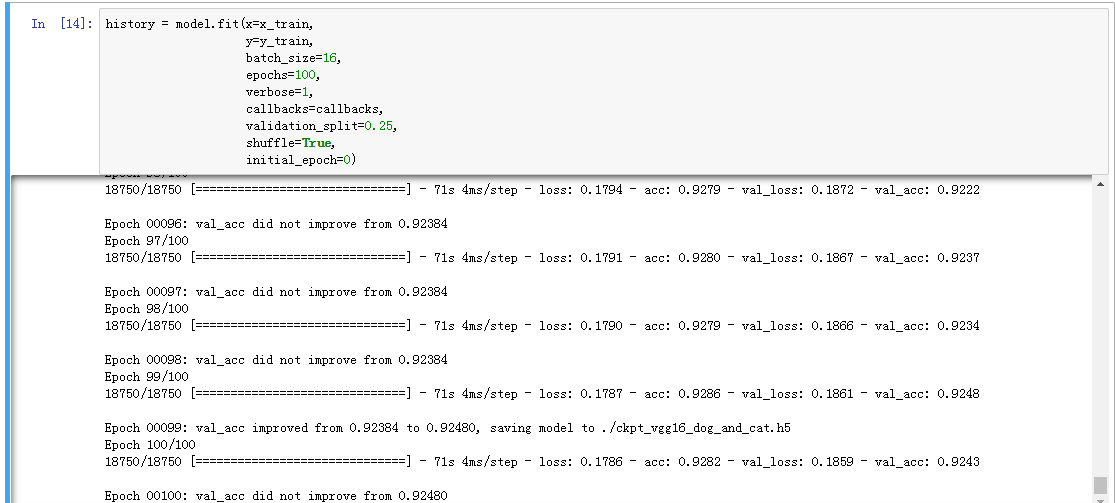 In [14]: history = model.fit(x=x_train,
y=y_train,
batch_size=16,
epochs=100,
verbose=1,
callbacks=callbacks,
validation_split=0.25,
shuffle=True,
initial_epoch=0)
18750/18750 [==============================] - 71s 4ms/step - loss: 0.1794 - acc: 0.9279 - val_loss: 0.1872 - val_acc: 0.9222
Epoch 00096: val_acc did not improve from 0.92384
Epoch 97/100
18750/18750 [==============================] - 71s 4ms/step - loss: 0.1791 - acc: 0.9280 - val_loss: 0.1867 - val_acc: 0.9237
Epoch 00097: val_acc did not improve from 0.92384
Epoch 98/100
18750/18750 [==============================] - 71s 4ms/step - loss: 0.1790 - acc: 0.9279 - val_loss: 0.1866 - val_acc: 0.9234
Epoch 00098: val_acc did not improve from 0.92384
Epoch 99/100
18750/18750 [==============================] - 71s 4ms/step - loss: 0.1787 - acc: 0.9286 - val_loss: 0.1861 - val_acc: 0.9248
Epoch 00099: val_acc improved from 0.92384 to 0.92480, saving model to ./ckpt_vgg16_dog_and_cat.h5
Epoch 100/100
18750/18750 [==============================] - 71s 4ms/step - loss: 0.1786 - acc: 0.9282 - val_loss: 0.1859 - val_acc: 0.9243
Epoch 00100: val_acc did not improve from 0.92480